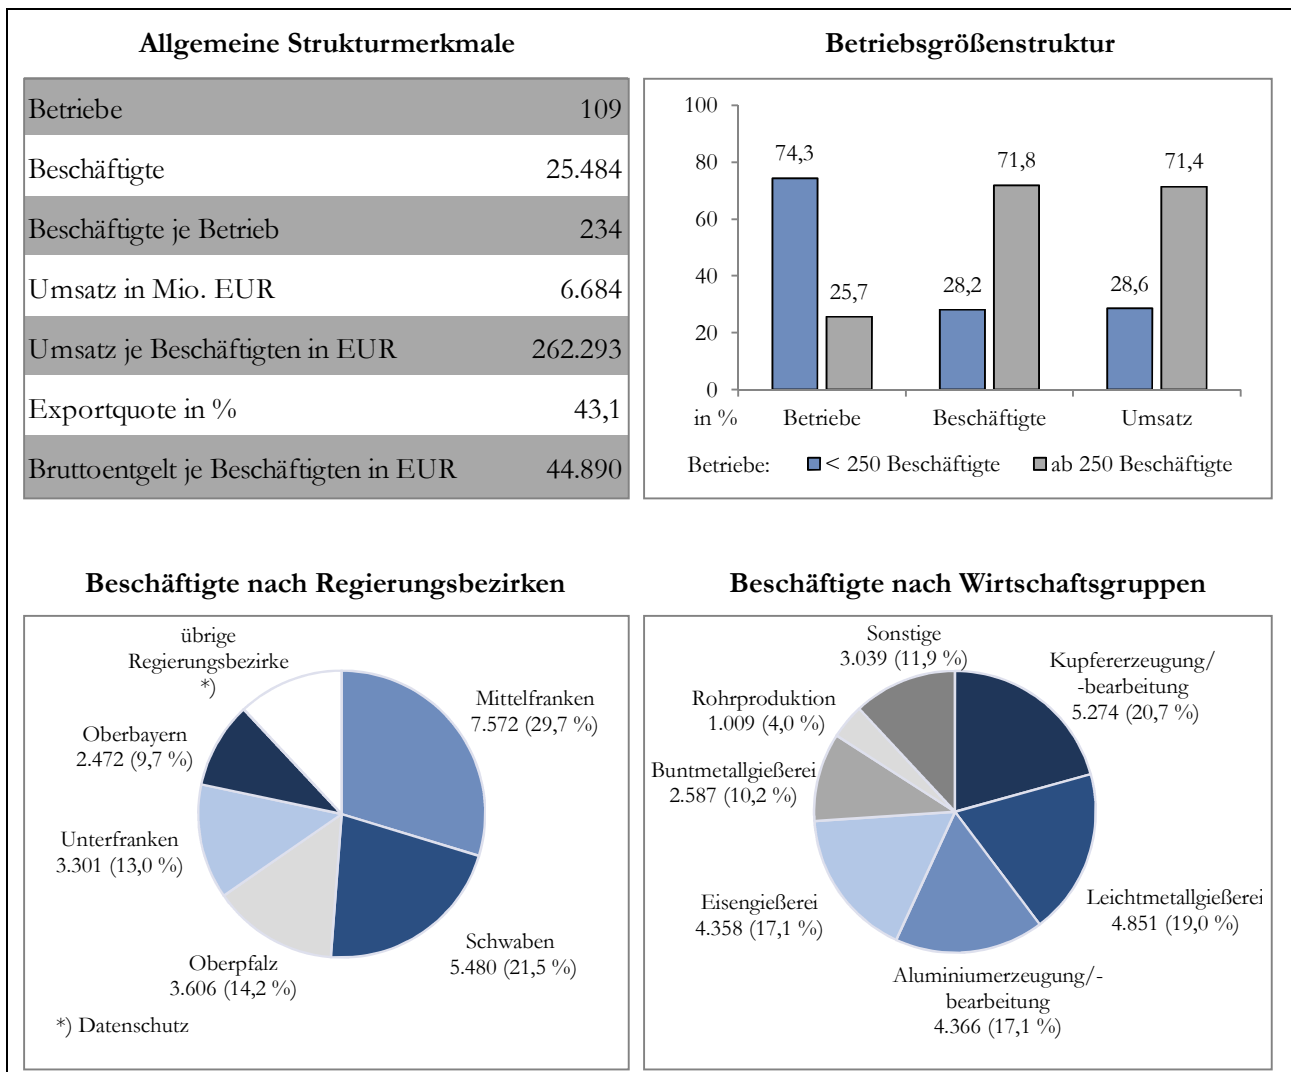 Allgemeine Strukturmerkmale
Betriebe 109
Beschäftigte 25.484
Beschäftigte je Betrieb 234
Umsatz in Mio. EUR 6.684
Umsatz je Beschäftigten in EUR 262.293
Exportquote in % 43,1
Bruttoentgelt je Beschäftigten in EUR 44.890
Betriebsgrößenstruktur
100
80
60
40
20
0
74,3
25,7
28,2
71,8
28,6
71,4
in % Betriebe Beschäftigte Umsatz
Betriebe: < 250 Beschäftigte ab 250 Beschäftigte
Beschäftigte nach Regierungsbezirken
übrige
Regierungsbezirke
*)
Mittelfranken
7.572 (29,7 %)
Oberbayern
2.472 (9,7 %)
Unterfranken
3.301 (13,0 %)
Schwaben
5.480 (21,5 %)
Oberpfalz
3.606 (14,2 %)
*) Datenschutz
Beschäftigte nach Wirtschaftsgruppen
Sonstige
3.039 (11,9 %)
Kupfererzeugung/
-bearbeitung
5.274 (20,7 %)
Rohrproduktion
1.009 (4,0 %)
Buntmetallgießerei
2.587 (10,2 %)
Leichtmetallgießerei
4.851 (19,0 %)
Eisengießerei
4.358 (17,1 %)
Aluminiumerzeugung/-
bearbeitung
4.366 (17,1 %)